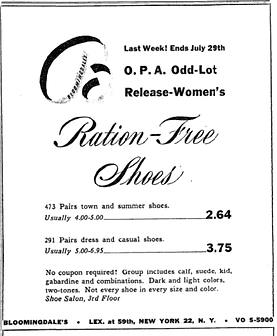 Last Week! Ends July 29th
O. P. A. Odd-Lot
Release-Women's
Ration-Free
Shoes
473 Pairs town and summer shoes.
Usually 4.00-5.00 2.64
291 Pairs dress and casual shoes.
Usually 5.00-6.95 3.75
No coupon required! Group includes calf, suede, kid,
gabardine and combinations. Dark and light colors,
two-tones. Not every shoe in every size and color.
Shoe Salon, 3rd Floor
BLOOMINGDALE'S • LEX. at 59th, NEW YORK 22, N. Y. • VO 5-5900